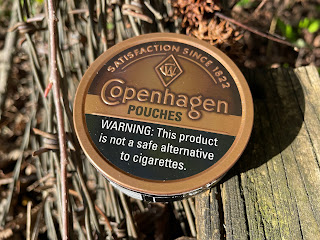 SATISFACTION SINCE 1822
W
Copenhagen
POUCHES
WARNING: This product
is not a safe alternative
to cigarettes.